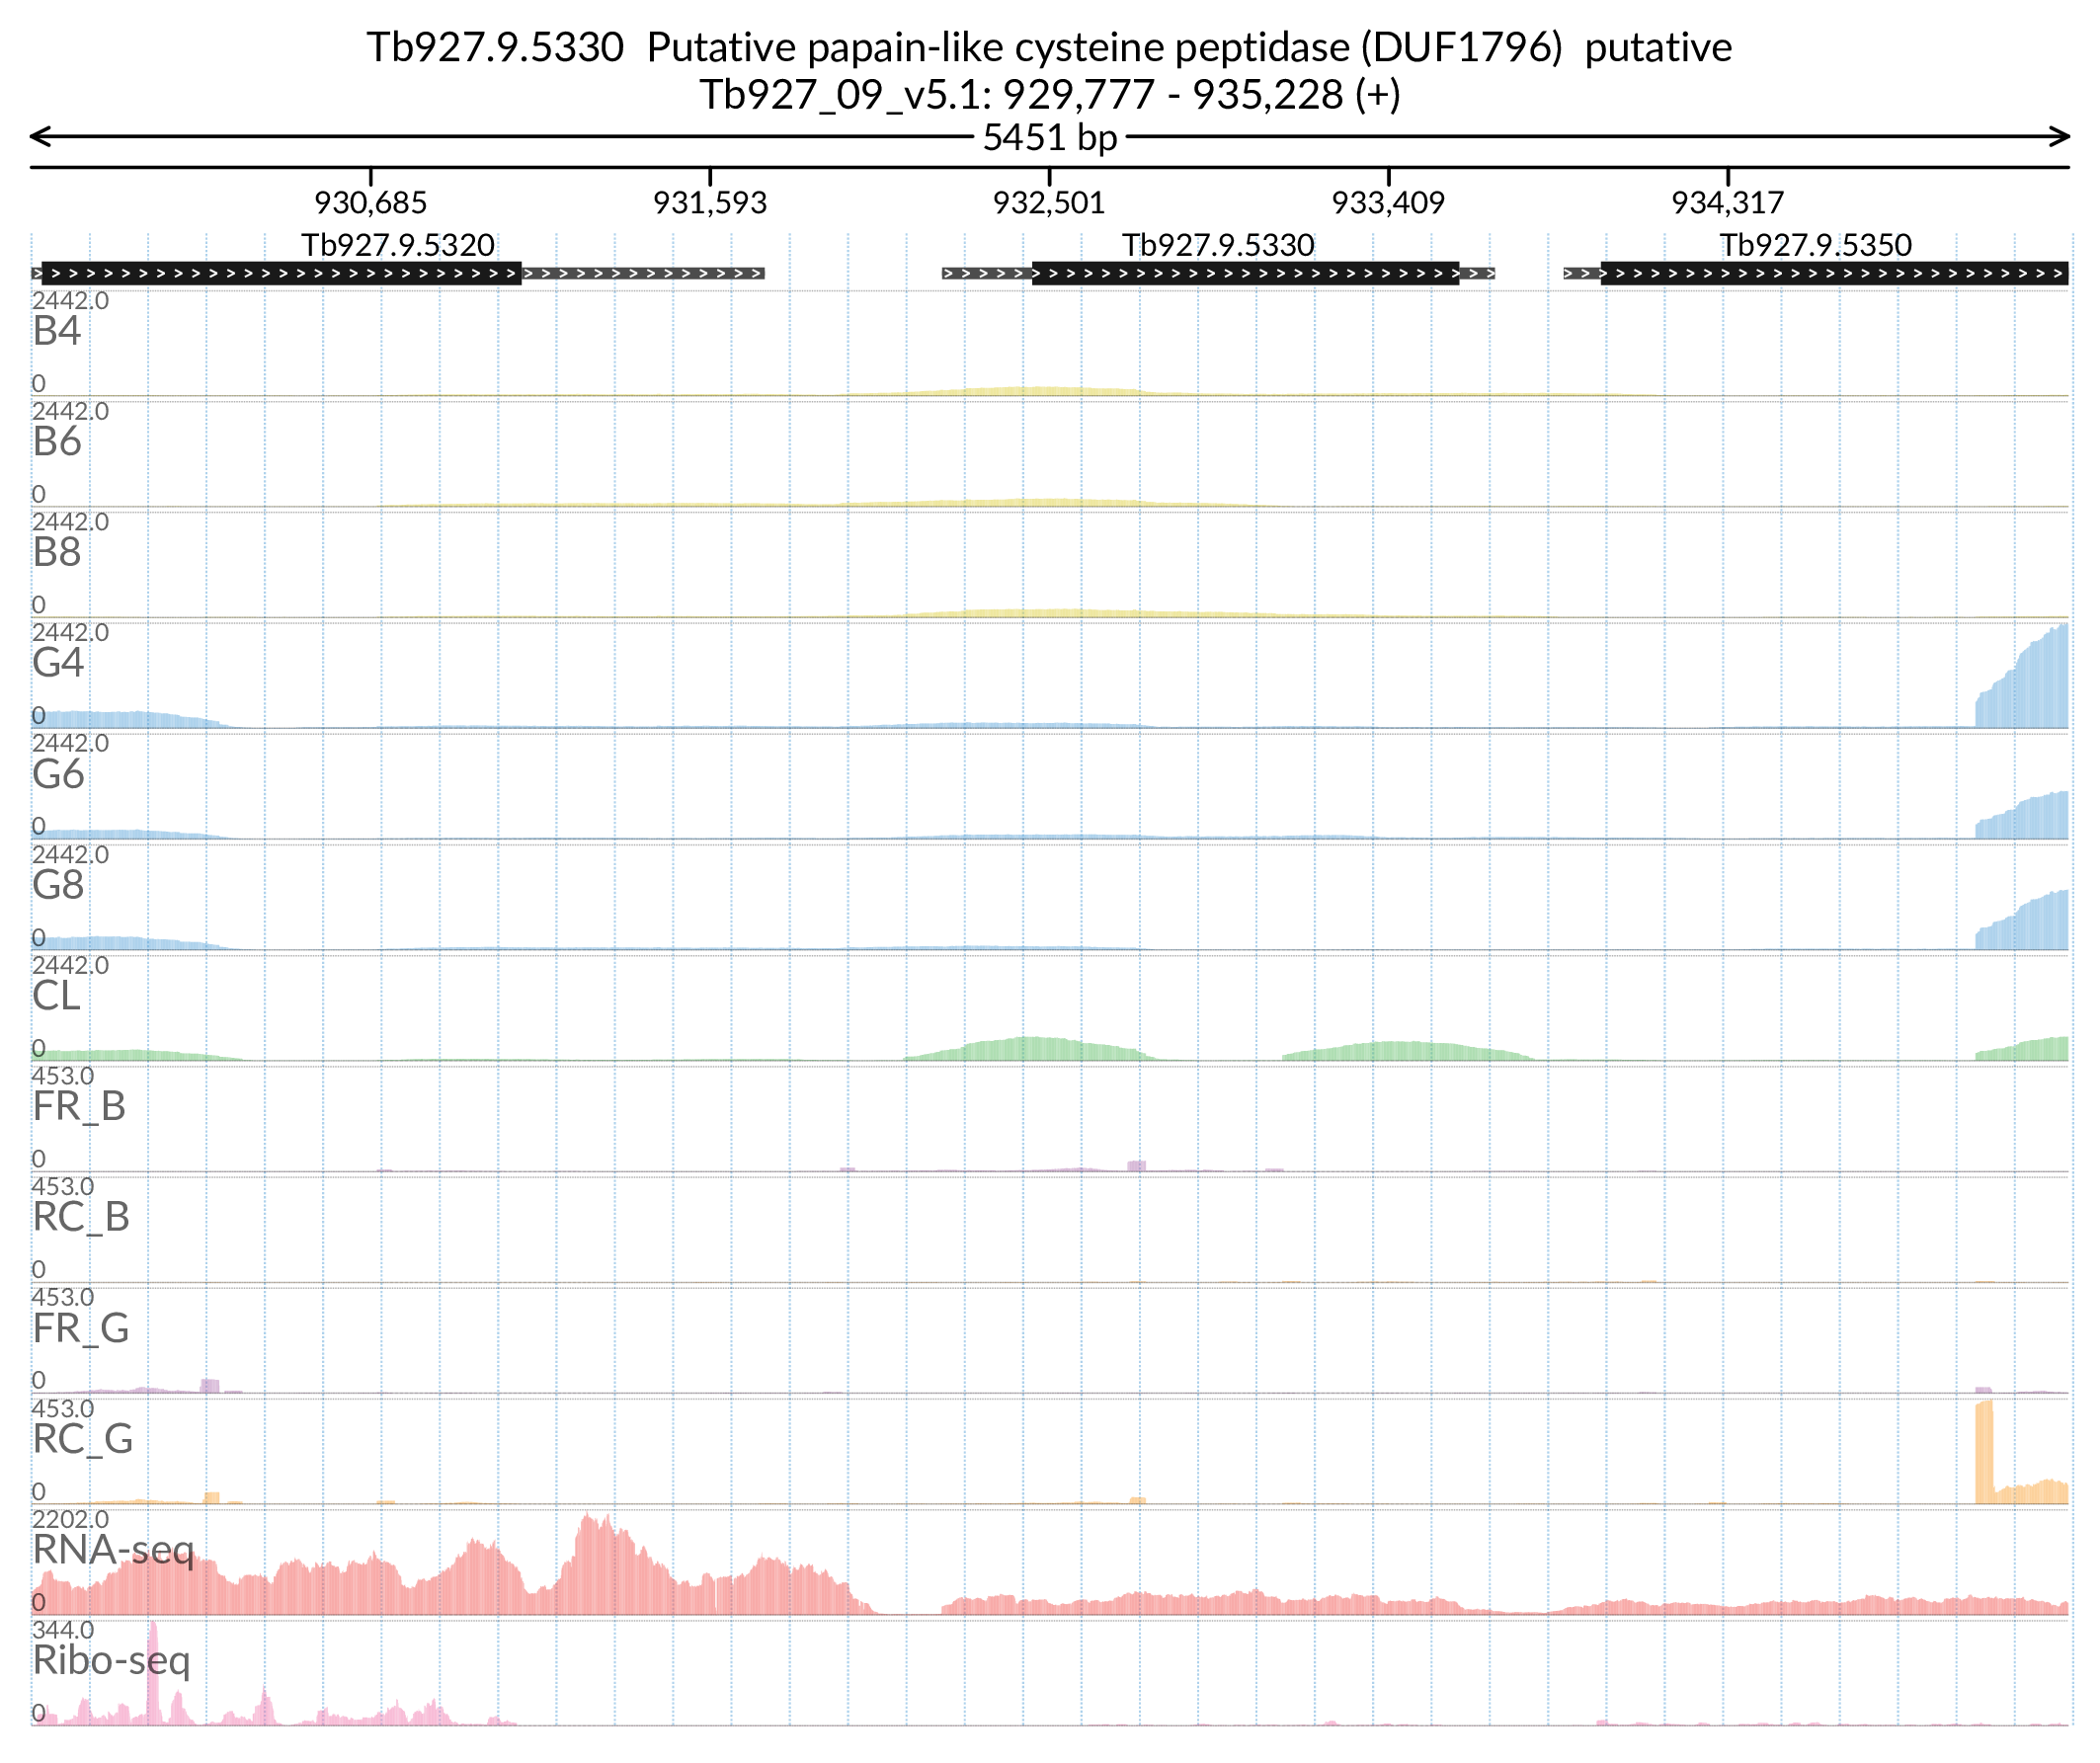 Tb927.9.5330  Putative papain-like cysteine peptidase (DUF1796)  putative
Tb927_09_v5.1: 929,777 - 935,228 (+)
5451 bp
930,685 931,593 932,501 933,409 934,317
Tb927.9.5320 Tb927.9.5330 Tb927.9.5350
2442.0
B4
0
2442.0
B6
0
2442.0
B8
0
2442.0
G4
0
2442.0
G6
0
2442.0
G8
0
2442.0
CL
0
453.0
FR_B
0
453.0
RC_B
0
453.0
FR_G
0
453.0
RC_G
0
2202.0
RNA-seq
0
344.0
Ribo-seq
0